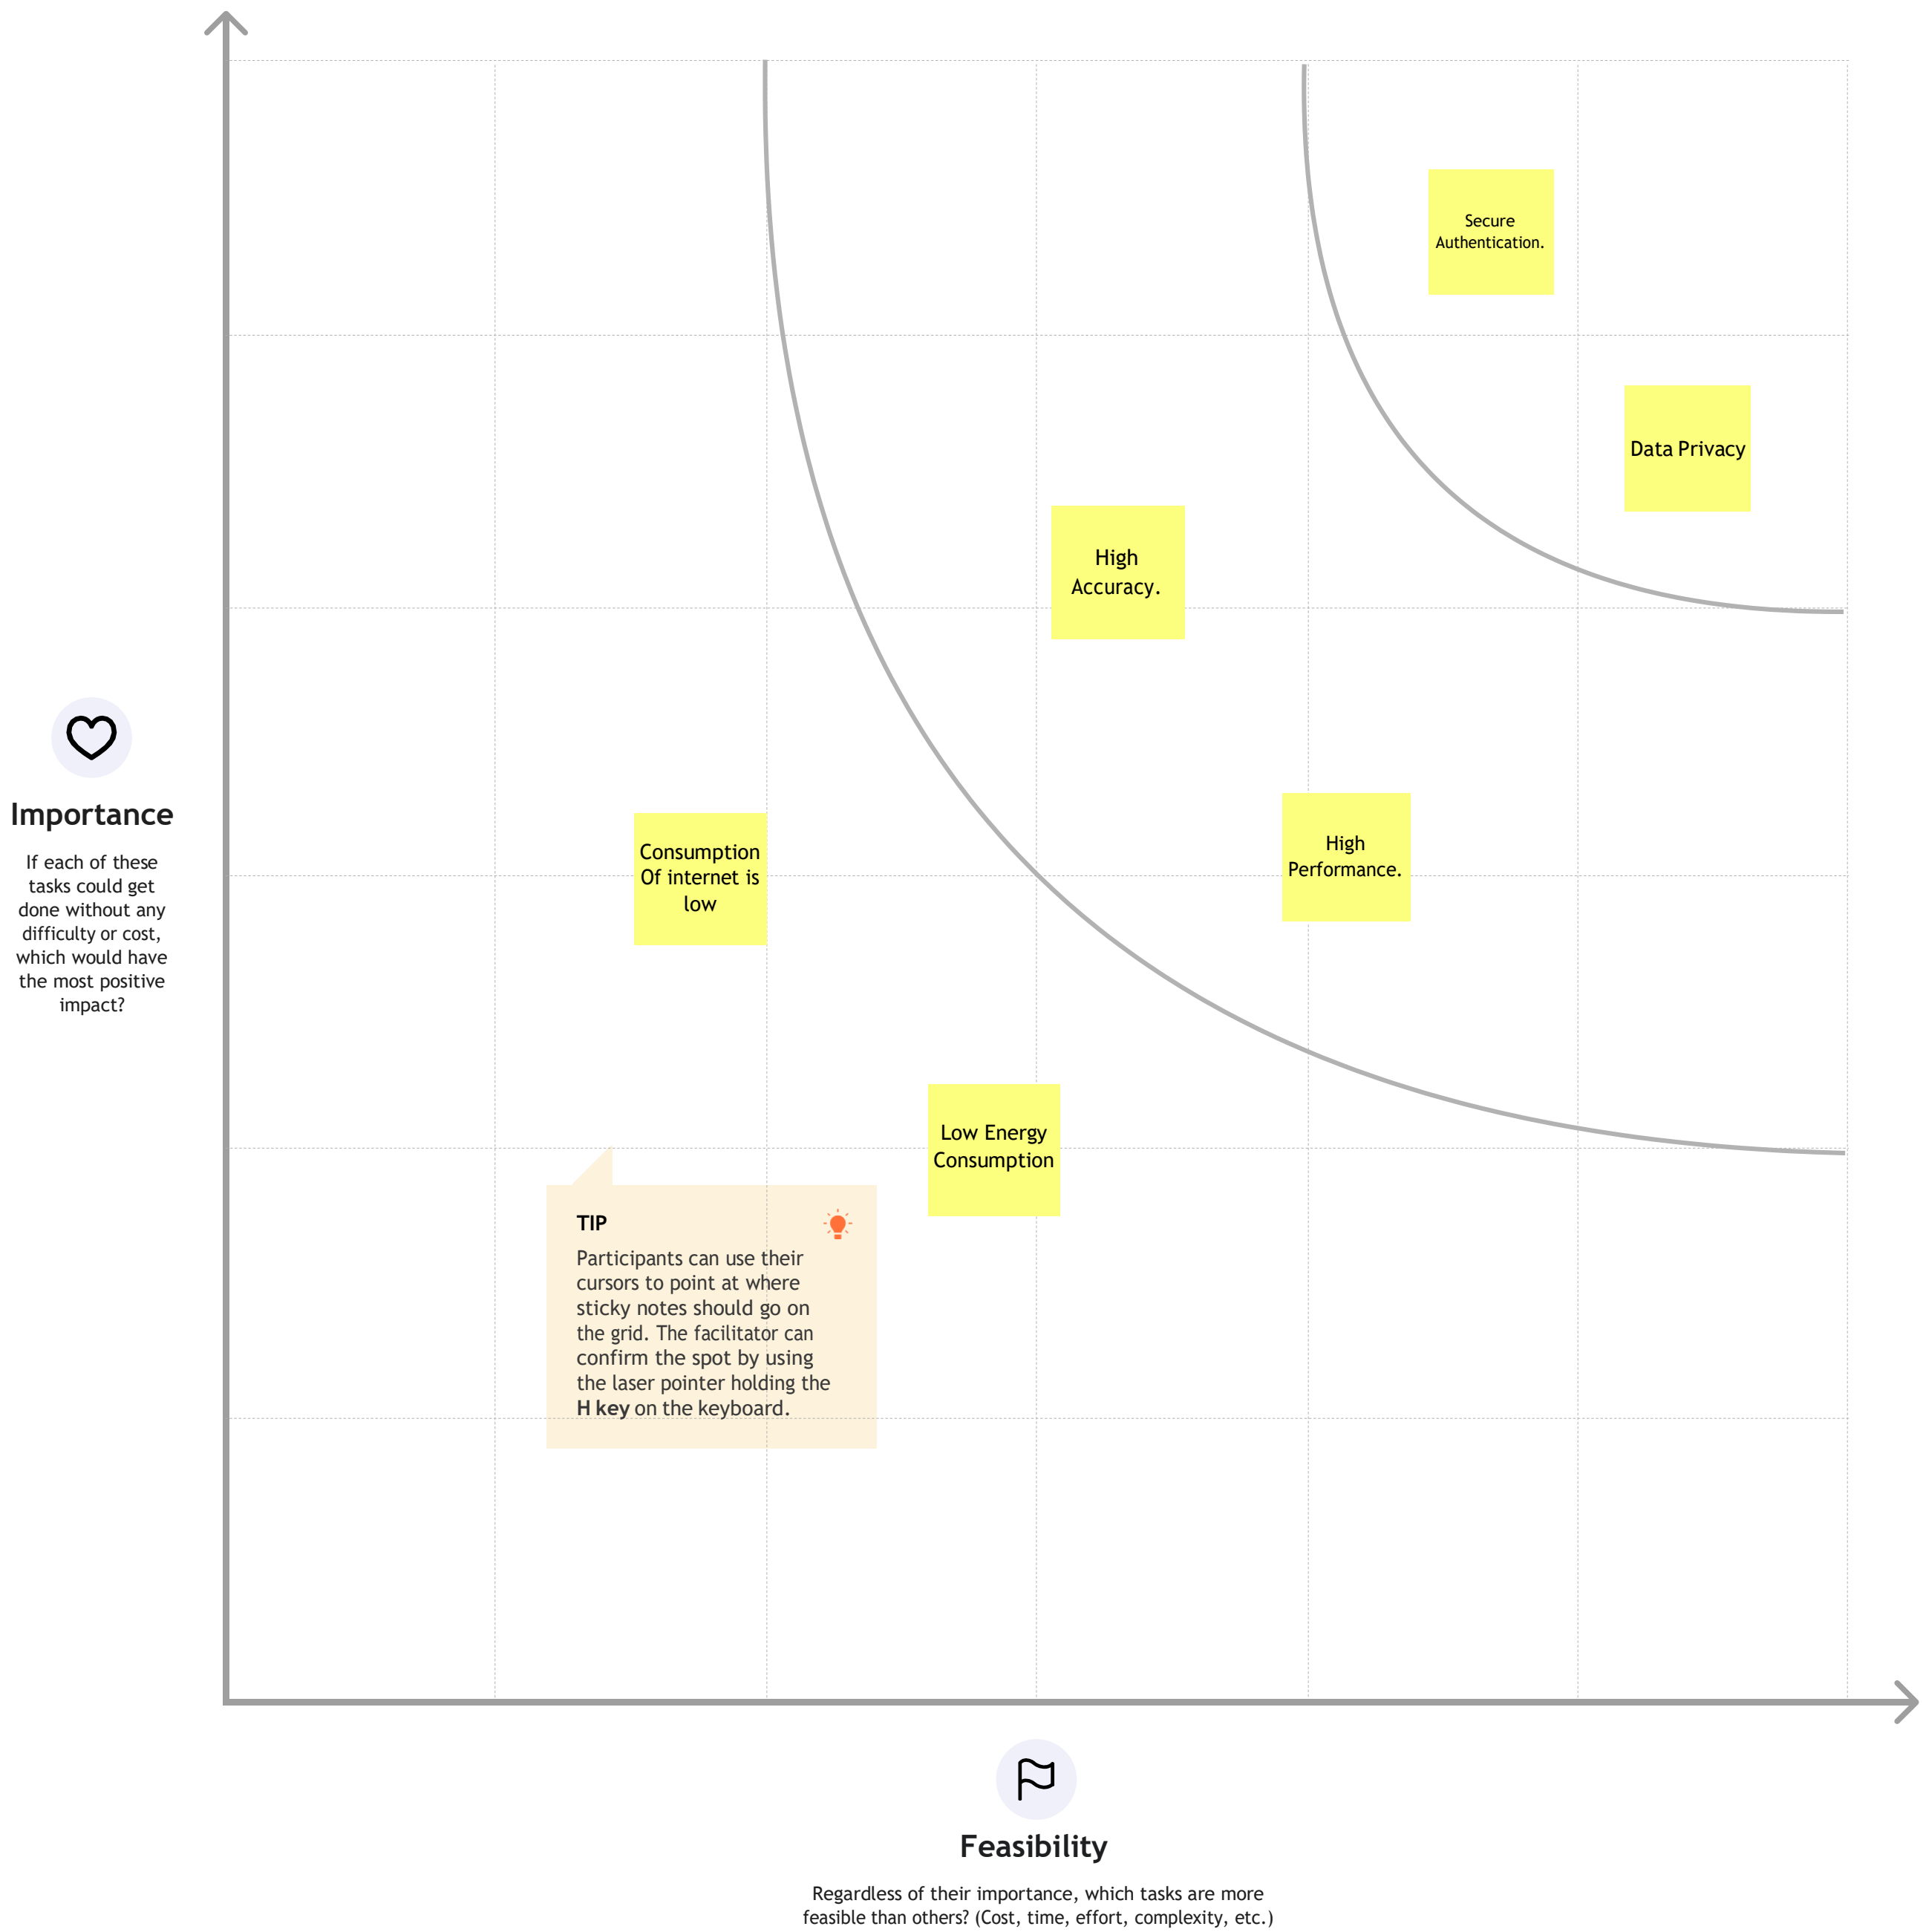 Secure
Authentication.
Data Privacy
High
Accuracy.
High
Performance.
Consumption
Of internet is
low
Low Energy
Consumption
Importance
If each of these
tasks could get
done without any
difficulty or cost,
which would have
the most positive
impact?
TIP
Participants can use their
cursors to point at where
sticky notes should go on
the grid. The facilitator can
confirm the spot by using
the laser pointer holding the
H key on the keyboard.
Feasibility
Regardless of their importance, which tasks are more
feasible than others? (Cost, time, effort, complexity, etc.)